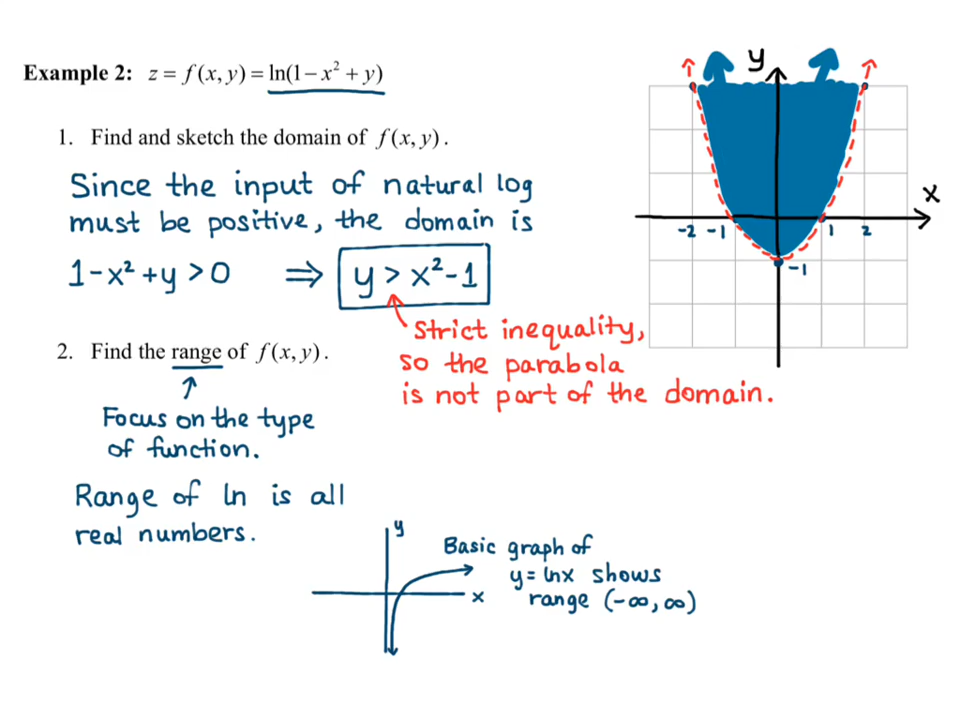 Example 2: z = f(x, y) = ln(1 − x² + y)
1. Find and sketch the domain of f(x, y).
Since the input of natural log
must be positive, the domain is
1-x²+y > 0 ⇒ y > x²-1
Strict inequality,
so the parabola
is not part of the domain.
2. Find the range of f(x, y).
Focus on the type
of function.
Range of ln is all
real numbers.
y
x
Basic graph of
y = lnx shows
range (-∞, ∞)
y
x
-2 -1 1 2
-1